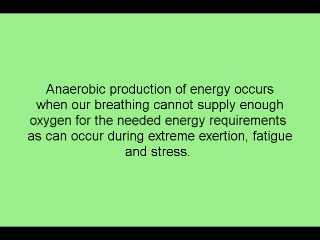 Anaerobic production of energy occurs
when our breathing cannot supply enough
oxygen for the needed energy requirements
as can occur during extreme exertion, fatigue
and stress.